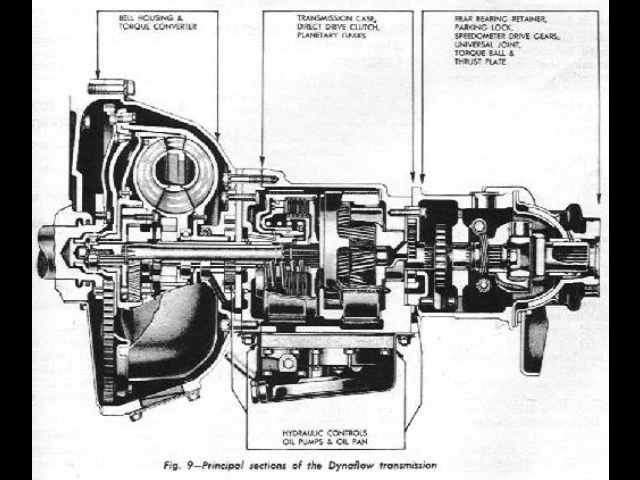 BELL HOUSING &
TORQUE CONVERTER
TRANSMISSION CASE,
DIRECT DRIVE CLUTCH,
PLANETARY GEARS
REAR BEARING RETAINER,
PARKING LOCK,
SPEEDOMETER DRIVE GEARS,
UNIVERSAL JOINT,
TORQUE BALL &
THRUST PLATE
HYDRAULIC CONTROLS
OIL PUMPS & OIL PAN
Fig. 9—Principal sections of the Dynaflow transmission